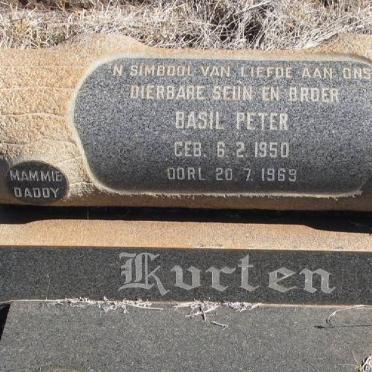 'N SIMBOOL VAN LIEFDE AAN ONS
DIERBARE SEUN EN BROER
BASIL PETER
GEB. 6.2.1950
OORL. 20.7.1969
MAMMIE
DADDY
Kurten